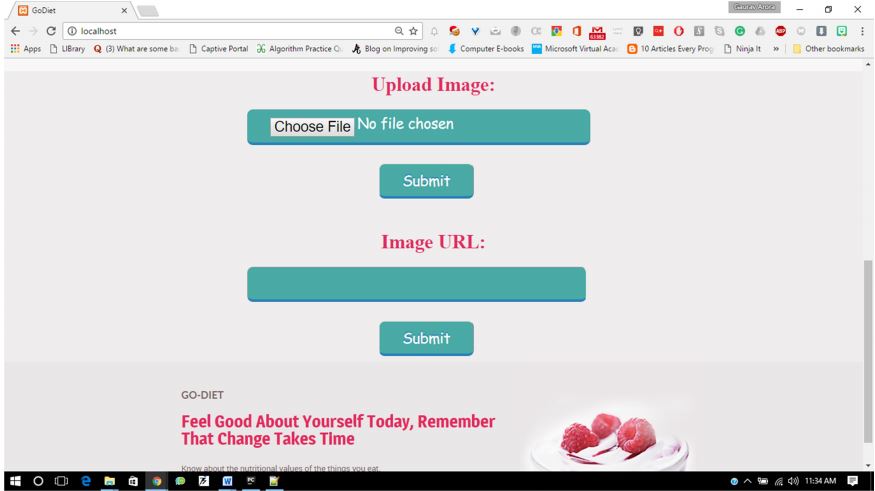 GoDiet
Gaurav Arora
localhost
Apps
LIBrary
(3) What are some ba
Captive Portal
Algorithm Practice Qu
Blog on Improving so
Computer E-books
Microsoft Virtual Acad
10 Articles Every Prog
Ninja It
»
Other bookmarks
Upload Image:
Choose File No file chosen
Submit
Image URL:
Submit
GO-DIET
Feel Good About Yourself Today, Remember
That Change Takes Time
Know about the nutritional values of the things you eat.
11:34 AM